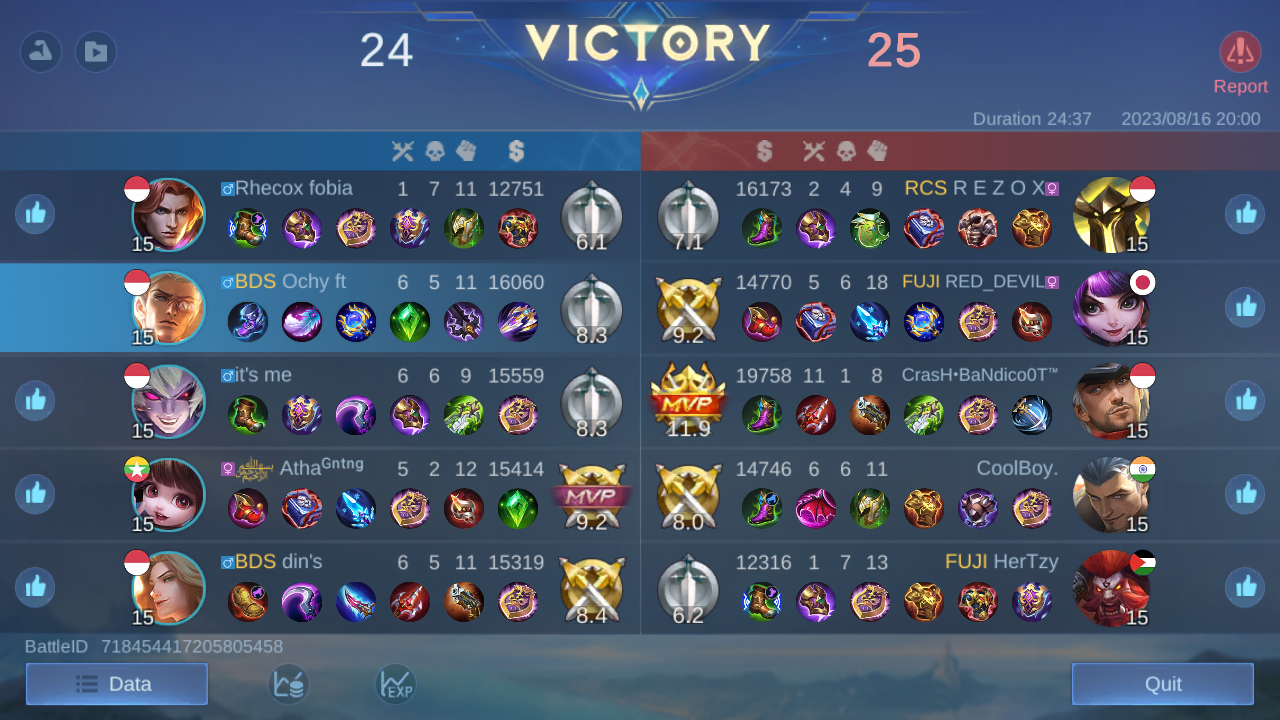 24 VICTORY 25
Report
Duration 24:37 2023/08/16 20:00
15 Rhecox fobia 1 7 11 12751 6.1
7.1 16173 2 4 9 RCS R E Z O X 15
15 BDS Ochy ft 6 5 11 16060 8.3
9.2 14770 5 6 18 FUJI RED_DEVIL 15
15 it's me 6 6 9 15559 8.3
MVP 11.9 19758 11 1 8 CrasH•BaNdico0T™ 15
15 ﷽ Atha Gntng 5 2 12 15414 MVP 9.2
8.0 14746 6 6 11 CoolBoy. 15
15 BDS din's 6 5 11 15319 8.4
6.2 12316 1 7 13 FUJI HerTzy 15
BattleID 718454417205805458
Data EXP Quit